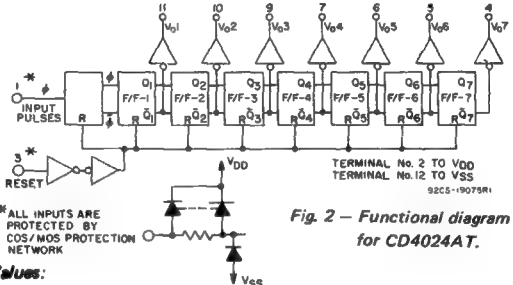 11 10 9 7 6 5 4
Vo1 Vo2 Vo3 Vo4 Vo5 Vo6 Vo7
1 * ϕ ϕ Q1 Q2 Q3 Q4 Q5 Q6 Q7
INPUT PULSES
F/F-1 F/F-2 F/F-3 F/F-4 F/F-5 F/F-6 F/F-7
R ϕ̄ R Q̄1 R Q̄2 R Q̄3 R Q̄4 R Q̄5 R Q̄6 R Q̄7
3 *
RESET
TERMINAL No. 2 TO VDD
TERMINAL No. 12 TO VSS
92CS-19075R1
VDD
* ALL INPUTS ARE
PROTECTED BY
COS/MOS PROTECTION
NETWORK
VSS
Fig. 2 — Functional diagram
for CD4024AT.
alues: